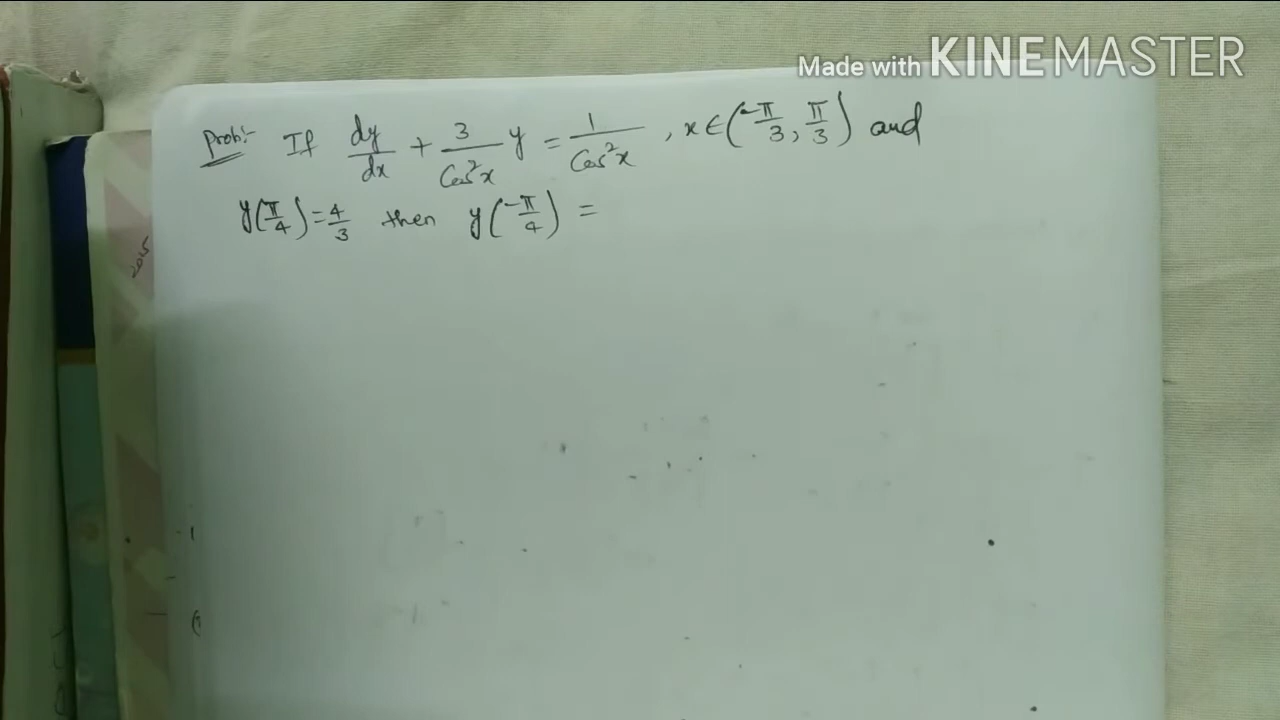 Made with KINEMASTER
Prob:- If dy/dx + 3/Cos²x y = 1/Cos²x , x ∈ (-π/3, π/3) and
y(π/4) = 4/3 then y(-π/4) =
2015